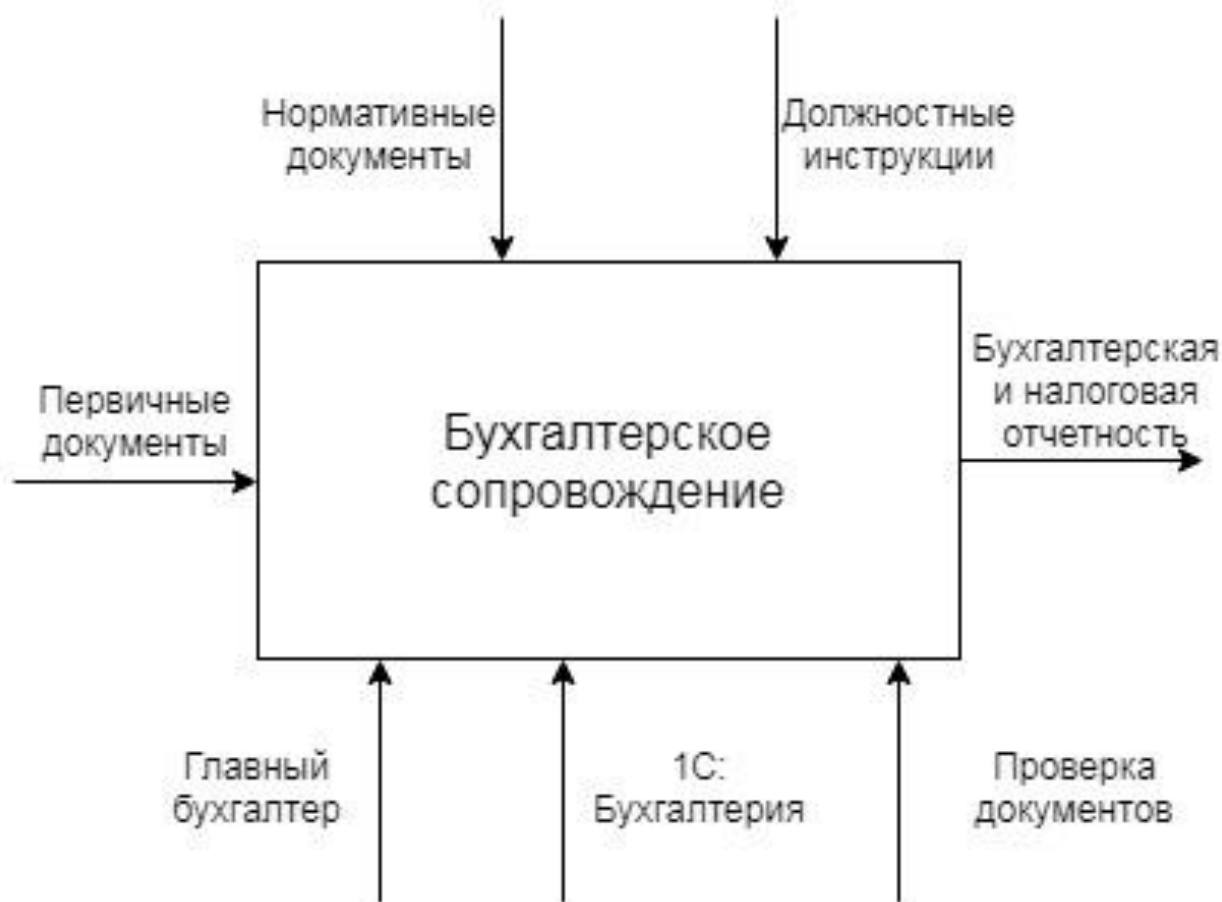 Нормативные
документы
Должностные
инструкции
Первичные
документы
Бухгалтерское
сопровождение
Бухгалтерская
и налоговая
отчетность
Главный
бухгалтер
1С:
Бухгалтерия
Проверка
документов